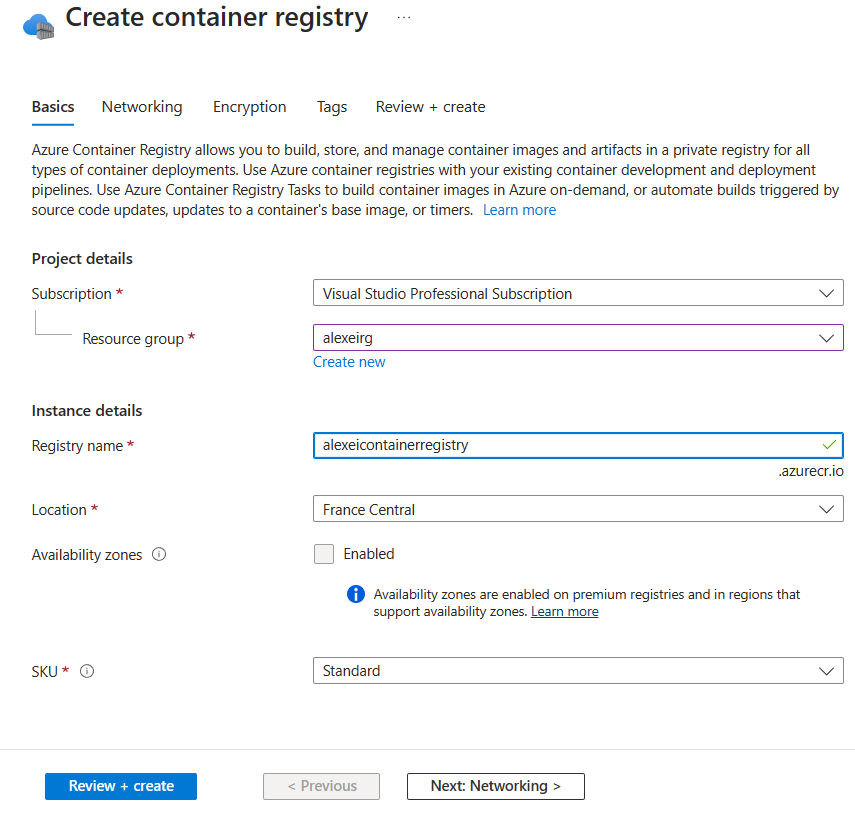 Create container registry ...
Basics Networking Encryption Tags Review + create
Azure Container Registry allows you to build, store, and manage container images and artifacts in a private registry for all
types of container deployments. Use Azure container registries with your existing container development and deployment
pipelines. Use Azure Container Registry Tasks to build container images in Azure on-demand, or automate builds triggered by
source code updates, updates to a container's base image, or timers. Learn more
Project details
Subscription * Visual Studio Professional Subscription
Resource group * alexeirg
Create new
Instance details
Registry name * alexeicontainerregistry
.azurecr.io
Location * France Central
Availability zones Enabled
Availability zones are enabled on premium registries and in regions that
support availability zones. Learn more
SKU * Standard
Review + create < Previous Next: Networking >